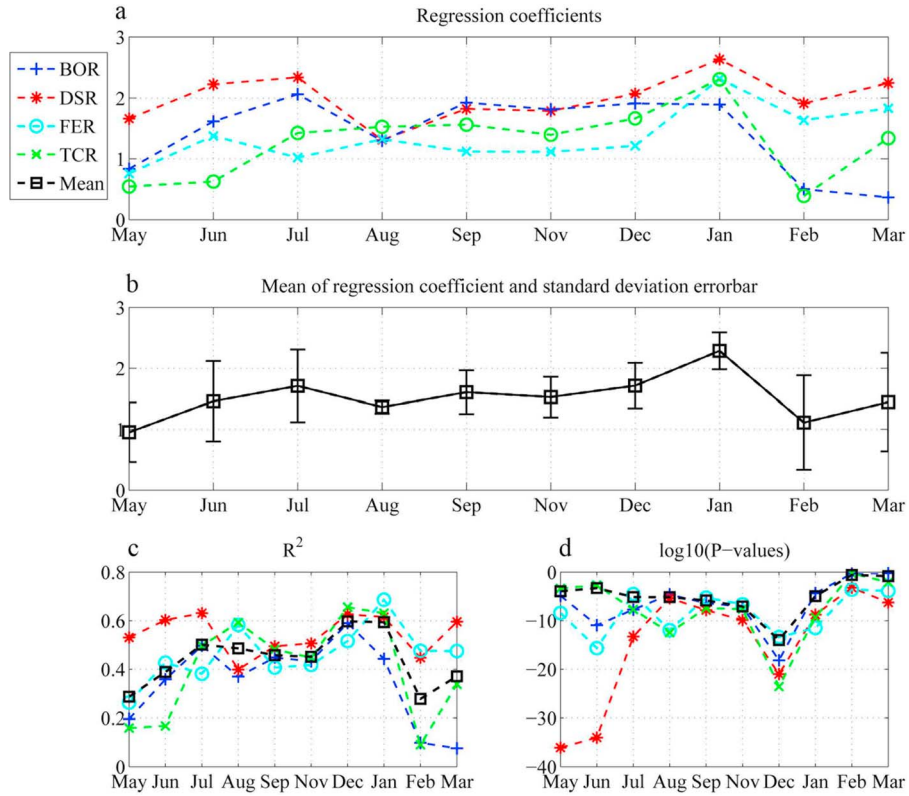 a
Regression coefficients
BOR
DSR
FER
TCR
Mean
3
2
1
0
May Jun Jul Aug Sep Nov Dec Jan Feb Mar
b
Mean of regression coefficient and standard deviation errorbar
3
2
1
0
May Jun Jul Aug Sep Nov Dec Jan Feb Mar
c
R²
0.8
0.6
0.4
0.2
0
May Jun Jul Aug Sep Nov Dec Jan Feb Mar
d
log10(P−values)
0
−10
−20
−30
−40
May Jun Jul Aug Sep Nov Dec Jan Feb Mar